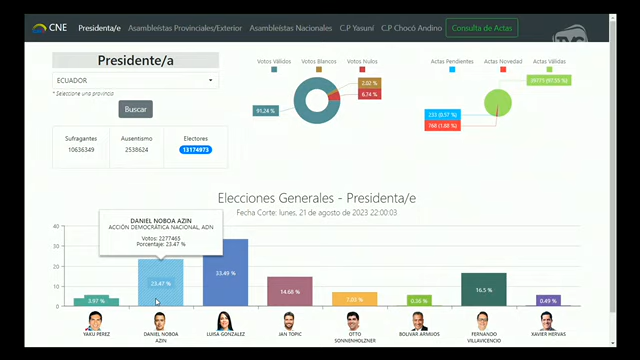 CNE
Presidenta/e
Asambleístas Provinciales/Exterior
Asambleístas Nacionales
C.P Yasuní
C.P Chocó Andino
Consulta de Actas
Presidente/a
ECUADOR
* Seleccione una provincia
Buscar
Sufragantes
10636349
Ausentismo
2538624
Electores
13174973
Votos Válidos
Votos Blancos
Votos Nulos
2,02 %
6,74 %
91,24 %
Actas Pendientes
Actas Novedad
Actas Válidas
233 (0.57 %)
Elecciones Generales - Presidenta/e
Fecha Corte: lunes, 21 de agosto de 2023 22:00:03
DANIEL NOBOA AZIN
ACCIÓN DEMOCRÁTICA NACIONAL, ADN
Votos: 2277465
Porcentaje: 23.47 %
40
30
20
10
0
3.97 %
23.47 %
33.49 %
14.68 %
16.5 %
0.49 %
YAKU PEREZ
DANIEL NOBOA AZIN
LUISA GONZALEZ
JAN TOPIC
OTTO SONNENHOLZNER
BOLIVAR ARMIJOS
FERNANDO VILLAVICENCIO
XAVIER HERVAS